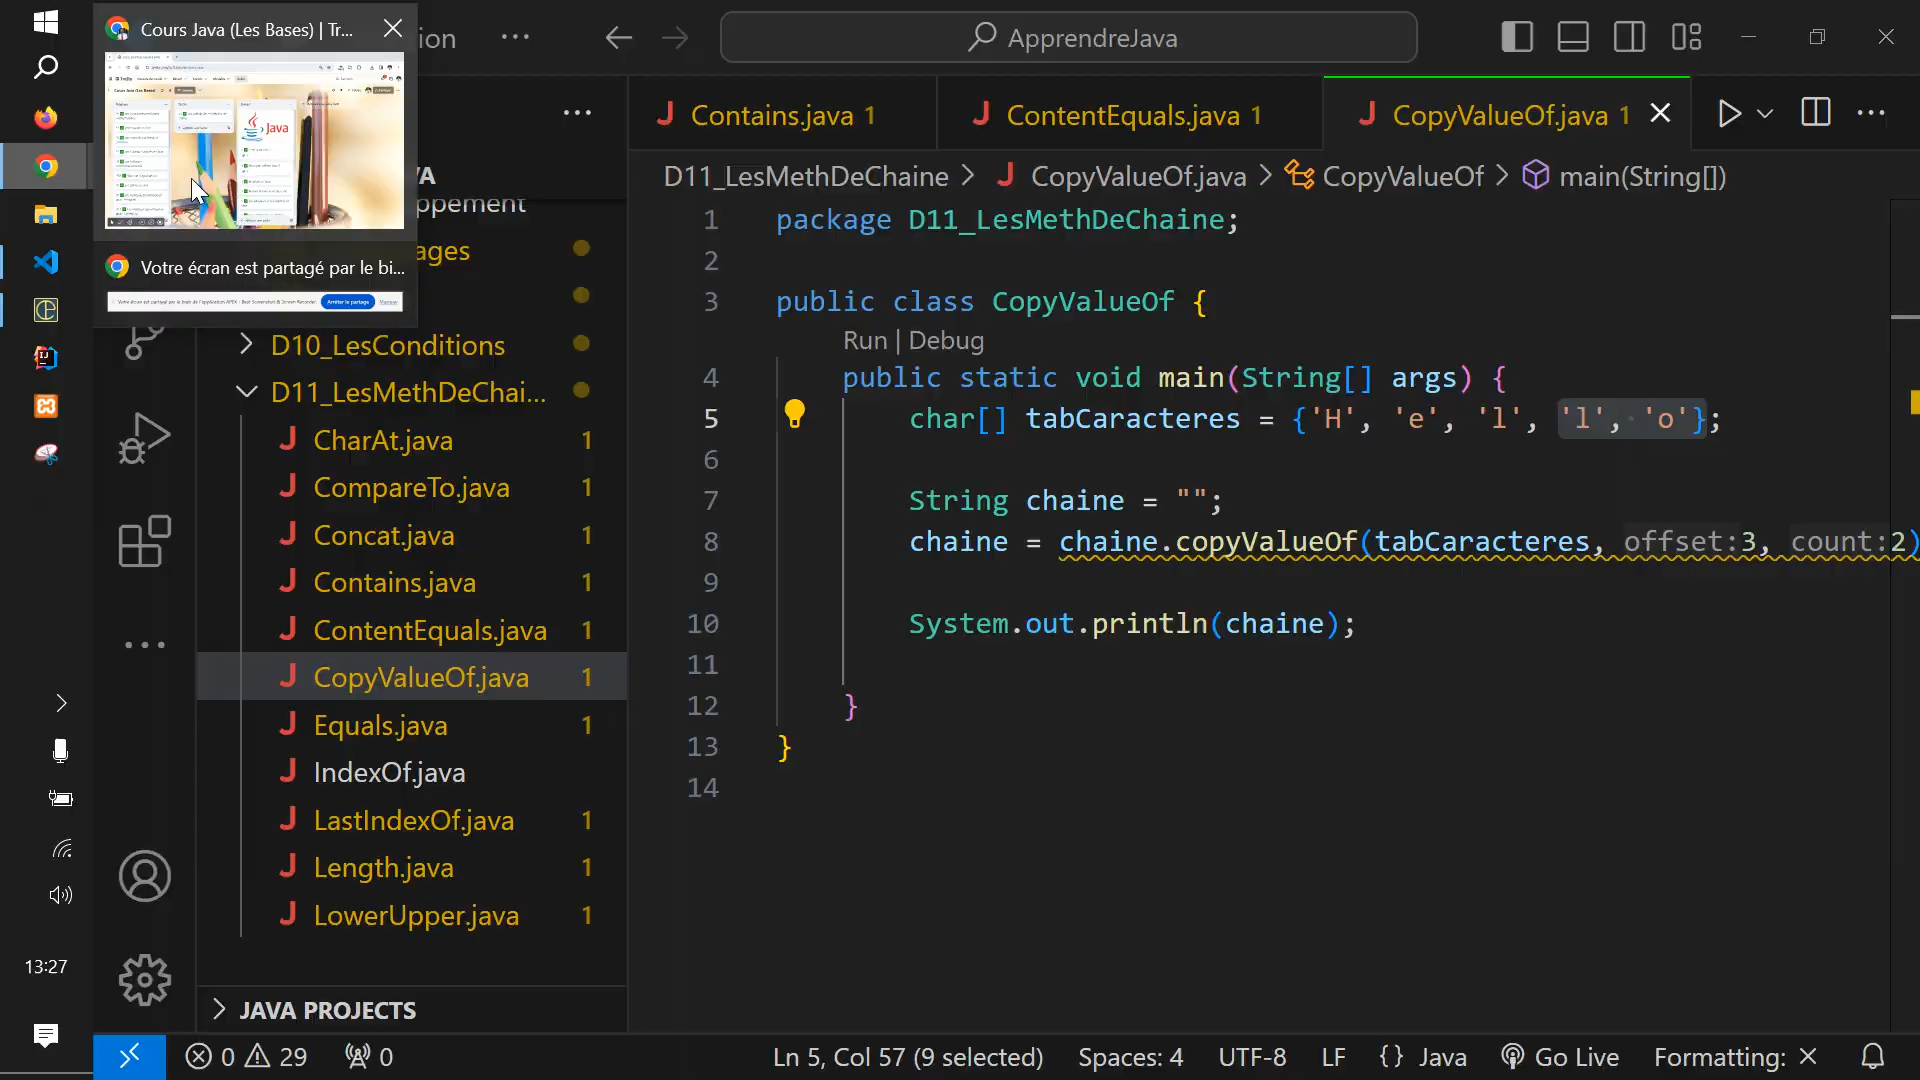 Cours Java (Les Bases) | Tr...
Java
Votre écran est partagé par le bi...
Arrêter le partage
Masquer
ion
ApprendreJava
Contains.java 1
ContentEquals.java 1
CopyValueOf.java 1
D11_LesMethDeChaine > CopyValueOf.java > CopyValueOf > main(String[])
VA
ppement
ages
D10_LesConditions
D11_LesMethDeChai...
CharAt.java 1
CompareTo.java 1
Concat.java 1
Contains.java 1
ContentEquals.java 1
CopyValueOf.java 1
Equals.java 1
IndexOf.java
LastIndexOf.java 1
Length.java 1
LowerUpper.java 1
JAVA PROJECTS
1 package D11_LesMethDeChaine;
2
3 public class CopyValueOf {
Run | Debug
4 public static void main(String[] args) {
5 char[] tabCaracteres = {'H', 'e', 'l', 'l', 'o'};
6
7 String chaine = "";
8 chaine = chaine.copyValueOf(tabCaracteres, offset:3, count:2)
9
10 System.out.println(chaine);
11
12 }
13 }
14
13:27
0 29 0
Ln 5, Col 57 (9 selected)
Spaces: 4
UTF-8
LF
{} Java
Go Live
Formatting: ×